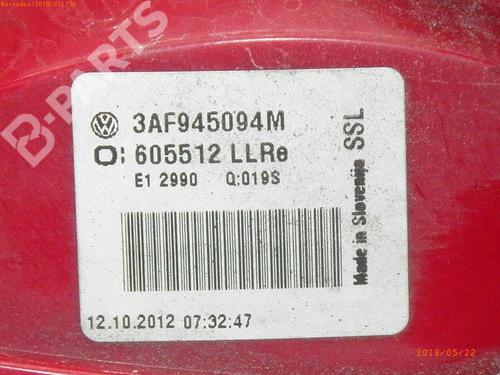 B-PARTS
3AF945094M
605512 LLRe
E1 2990 Q:019S
12.10.2012 07:32:47
Made in Slovenija SSL
2018/05/22